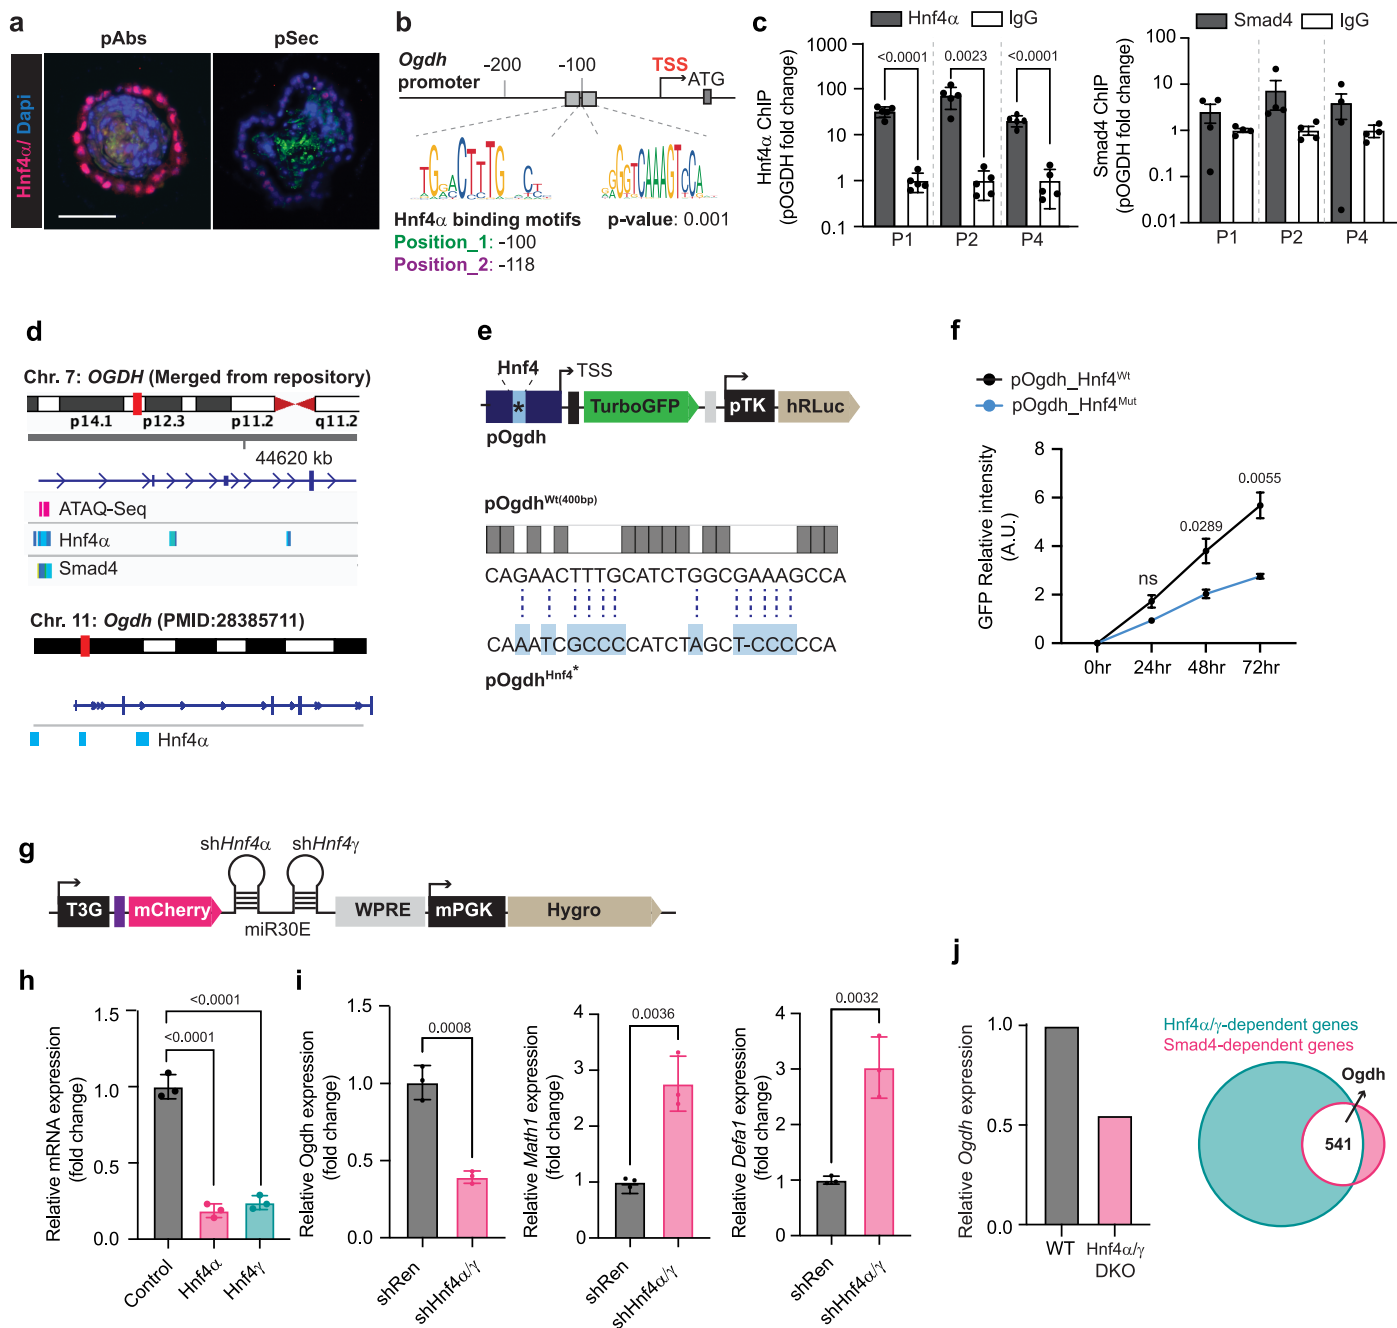 a
pAbs
pSec
Hnf4α/ Dapi
b
Ogdh promoter
-200
-100
TSS
ATG
Hnf4α binding motifs
p-value: 0.001
Position_1: -100
Position_2: -118
c
Hnf4α
IgG
Hnf4α ChIP
(pOGDH fold change)
1000
100
10
1
0.1
<0.0001
0.0023
<0.0001
P1
P2
P4
Smad4
IgG
Smad4 ChIP
(pOGDH fold change)
100
10
1
0.1
0.01
P1
P2
P4
d
Chr. 7: OGDH (Merged from repository)
p14.1
p12.3
p11.2
q11.2
44620 kb
ATAQ-Seq
Hnf4α
Smad4
Chr. 11: Ogdh (PMID:28385711)
Hnf4α
e
Hnf4
TSS
*
TurboGFP
pTK
hRLuc
pOgdh
pOgdhWt(400bp)
CAGAACTTTGCATCTGGCGAAAGCCA
CAAATCGCCCCATCTAGCT-CCCCCA
pOgdhHnf4*
f
pOgdh_Hnf4Wt
pOgdh_Hnf4Mut
GFP Relative intensity
(A.U.)
8
6
4
2
0
ns
0.0289
0.0055
0hr
24hr
48hr
72hr
g
shHnf4α
shHnf4γ
T3G
mCherry
miR30E
WPRE
mPGK
Hygro
h
Relative mRNA expression
(fold change)
1.5
1.0
0.5
0.0
<0.0001
<0.0001
Control
Hnf4α
Hnf4γ
i
Relative Ogdh expression
(fold change)
1.5
1.0
0.5
0.0
0.0008
shRen
shHnf4α/γ
Relative Math1 expression
(fold change)
4
3
2
1
0
0.0036
shRen
shHnf4α/γ
Relative Defa1 expression
(fold change)
4
3
2
1
0
0.0032
shRen
shHnf4α/γ
j
Relative Ogdh expression
1.0
0.5
0.0
WT
Hnf4α/γ
DKO
Hnf4α/γ-dependent genes
Smad4-dependent genes
Ogdh
541